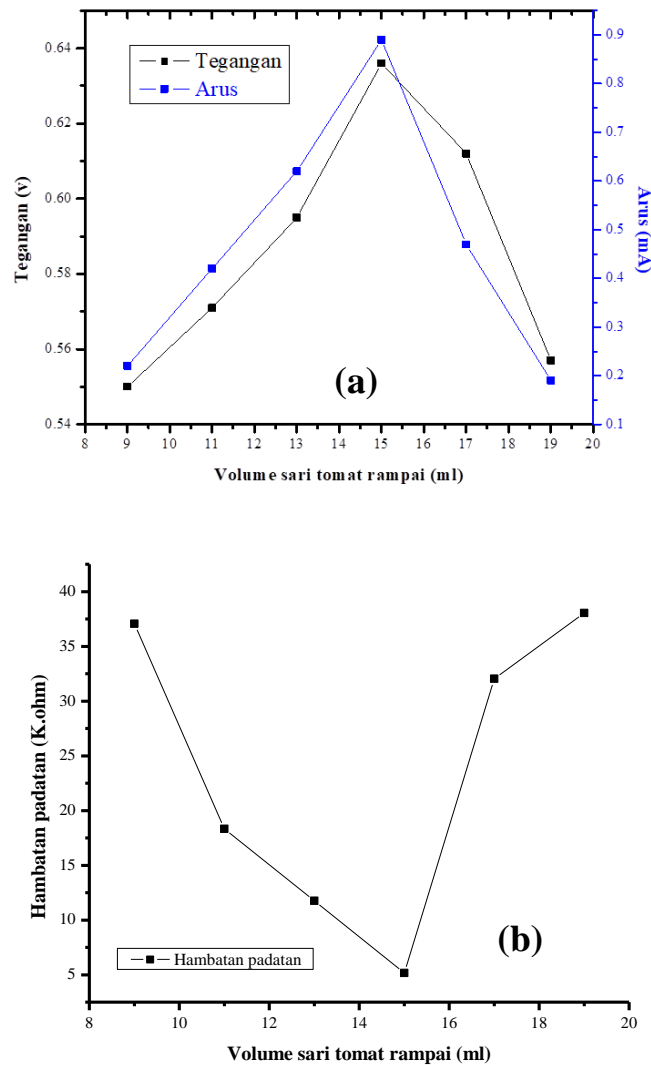 0.64
0.62
0.60
0.58
0.56
0.54
Tegangan (v)
Tegangan
Arus
0.9
0.8
0.7
0.6
0.5
0.4
0.3
0.2
0.1
Arus (mA)
(a)
8 9 10 11 12 13 14 15 16 17 18 19 20
Volume sari tomat rampai (ml)
40
35
30
25
20
15
10
5
Hambatan padatan (K.ohm)
Hambatan padatan
(b)
8 10 12 14 16 18 20
Volume sari tomat rampai (ml)